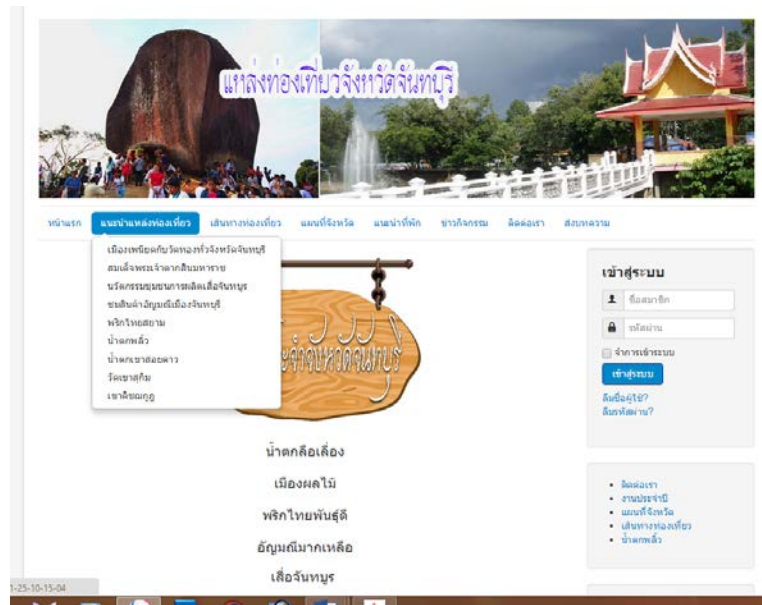 แหล่งท่องเที่ยวจังหวัดจันทบุรี
หน้าแรก แนะนำแหล่งท่องเที่ยว เส้นทางท่องเที่ยว แผนที่จังหวัด แนะนำที่พัก ข่าวกิจกรรม ติดต่อเรา ส่งบทความ
เมืองเพนียดกับวัดทองทั่วจังหวัดจันทบุรี
สมเด็จพระเจ้าตากสินมหาราช
นวัตกรรมชุมชนการผลิตเสื่อจันทบูร
ชมสินค้าอัญมณีเมืองจันทบุรี
พริกไทยสยาม
น้ำตกพลิ้ว
น้ำตกเขาสอยดาว
วัดเขาสุกิม
เขาคิชฌกูฏ
จำจังหวัดจันทบุรี
น้ำตกลือเลื่อง
เมืองผลไม้
พริกไทยพันธุ์ดี
อัญมณีมากเหลือ
เสื่อจันทบูร
เข้าสู่ระบบ
ชื่อสมาชิก
รหัสผ่าน
จำการเข้าระบบ
เข้าสู่ระบบ
ลืมชื่อผู้ใช้?
ลืมรหัสผ่าน?
ติดต่อเรา
งานประจำปี
แผนที่จังหวัด
เส้นทางท่องเที่ยว
น้ำตกพลิ้ว
1-25-10-15-04